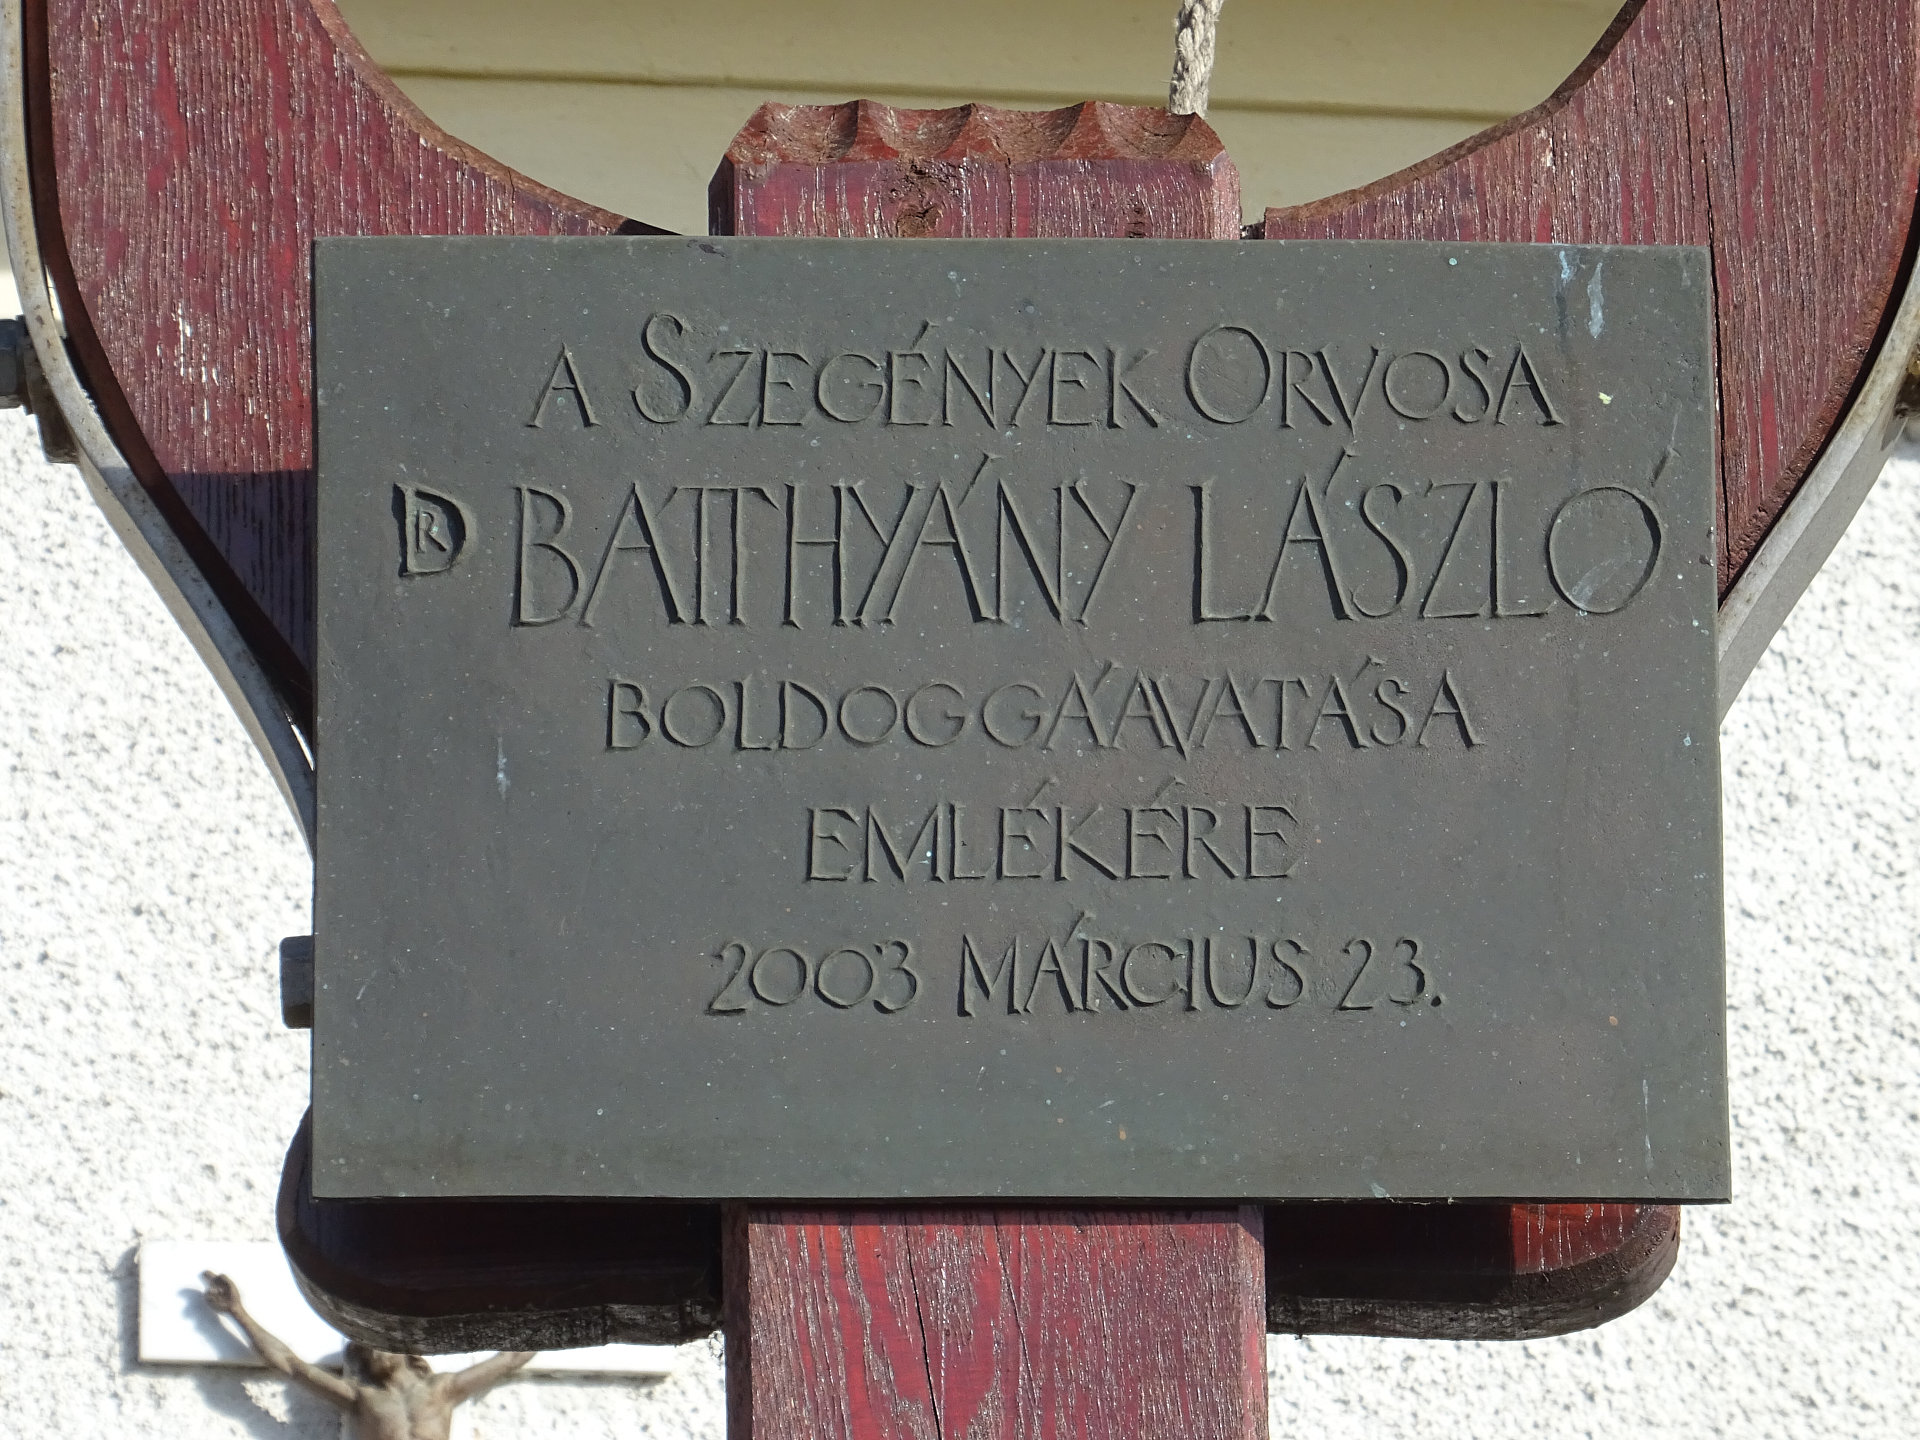 A SZEGÉNYEK ORVOSA
DR BATTHYÁNY LÁSZLÓ
BOLDOGGÁAVATÁSA
EMLÉKÉRE
2003 MÁRCIUS 23.